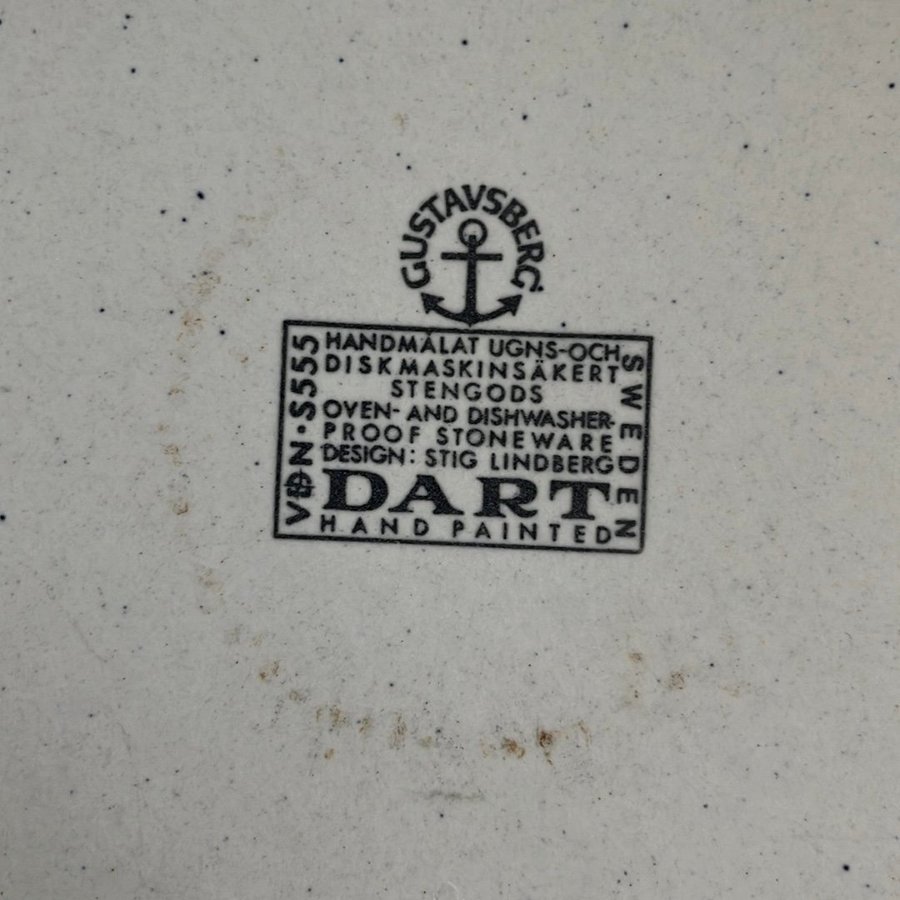 GUSTAVSBERG
HANDMÅLAT UGNS-OCH
DISKMASKINSÄKERT
STENGODS
OVEN- AND DISHWASHER-
PROOF STONEWARE
DESIGN: STIG LINDBERG
DART
HAND PAINTED
VDN·S555
SWEDEN